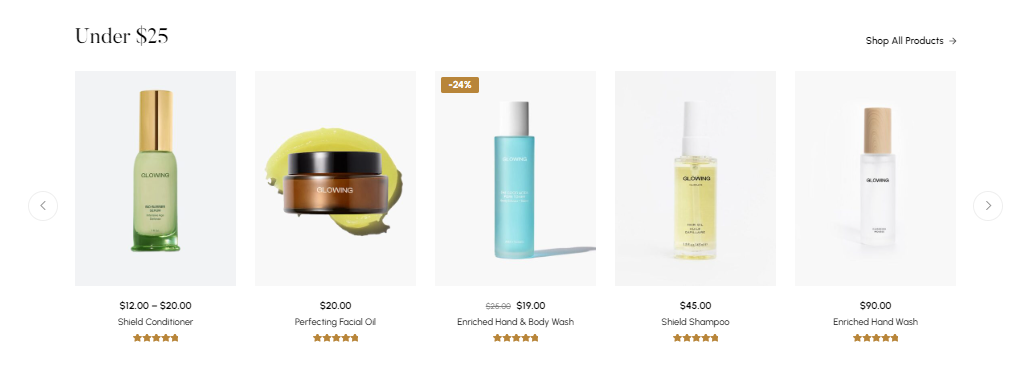 Under $25
Shop All Products →
-24%
GLOWING
GLOWING
GLOWING
GLOWING
GLOWING
$12.00 – $20.00
$20.00
$25.00 $19.00
$45.00
$90.00
Shield Conditioner
Perfecting Facial Oil
Enriched Hand & Body Wash
Shield Shampoo
Enriched Hand Wash